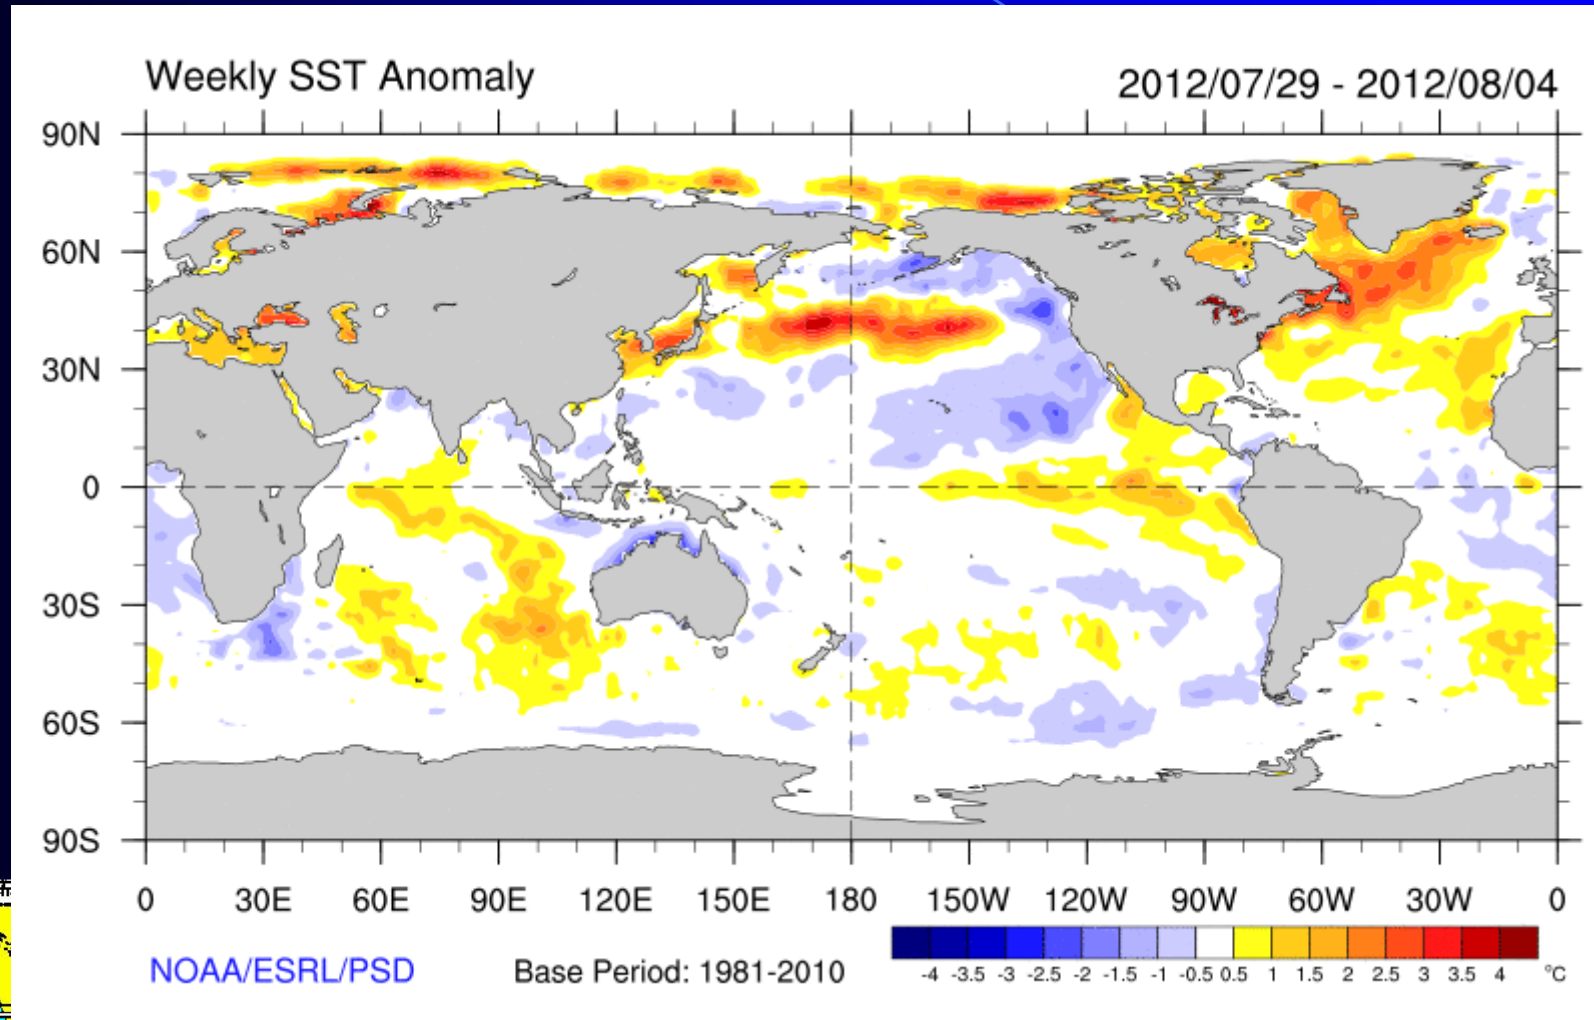 Weekly SST Anomaly
2012/07/29 - 2012/08/04
90N
60N
30N
0
30S
60S
90S
0 30E 60E 90E 120E 150E 180 150W 120W 90W 60W 30W 0
-4 -3.5 -3 -2.5 -2 -1.5 -1 -0.5 0.5 1 1.5 2 2.5 3 3.5 4 °C
NOAA/ESRL/PSD
Base Period: 1981-2010